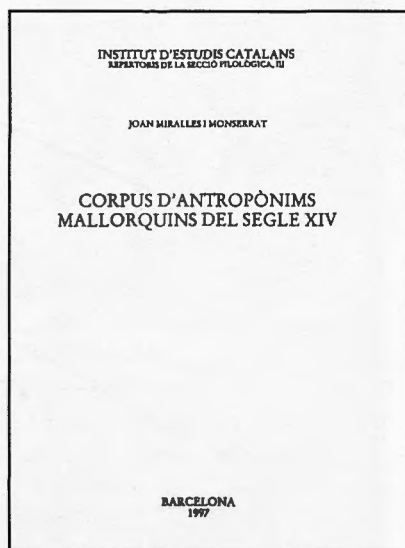 INSTITUT D'ESTUDIS CATALANS
REPERTORIS DE LA SECCIÓ FILOLÒGICA, III
JOAN MIRALLES I MONSERRAT
CORPUS D'ANTROPÒNIMS
MALLORQUINS DEL SEGLE XIV
BARCELONA
1997